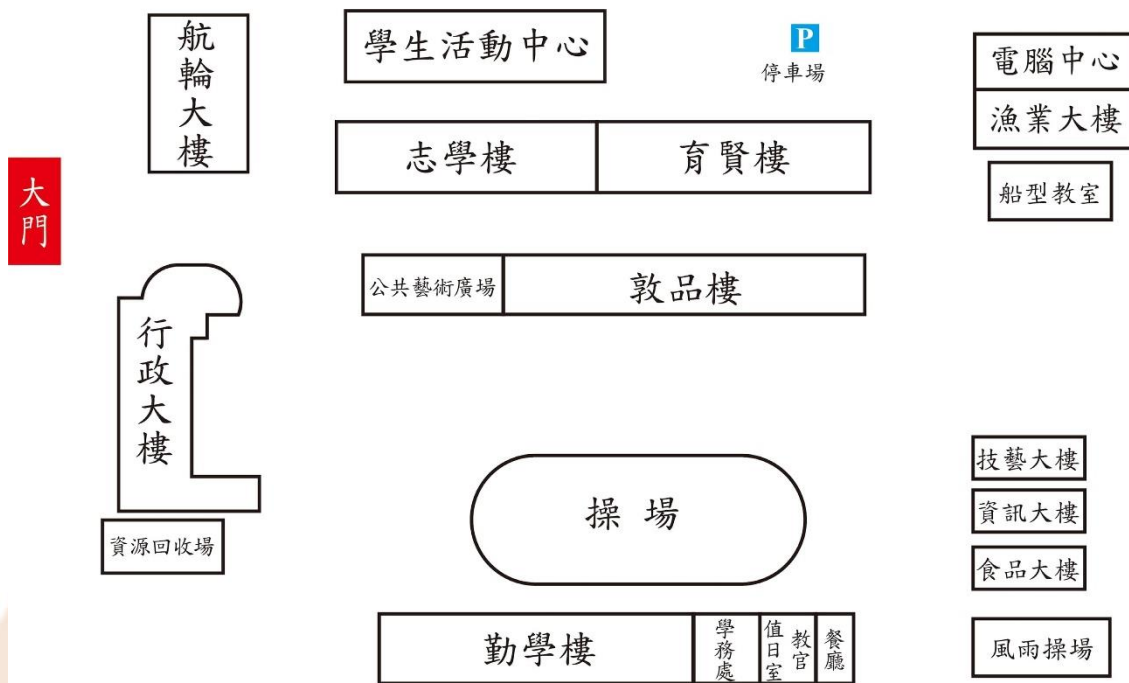 航輪大樓
學生活動中心
P
停車場
電腦中心
漁業大樓
志學樓
育賢樓
船型教室
大門
公共藝術廣場
敦品樓
行政大樓
技藝大樓
操場
資訊大樓
資源回收場
食品大樓
勤學樓
學務處
教官
值日室
餐廳
風雨操場